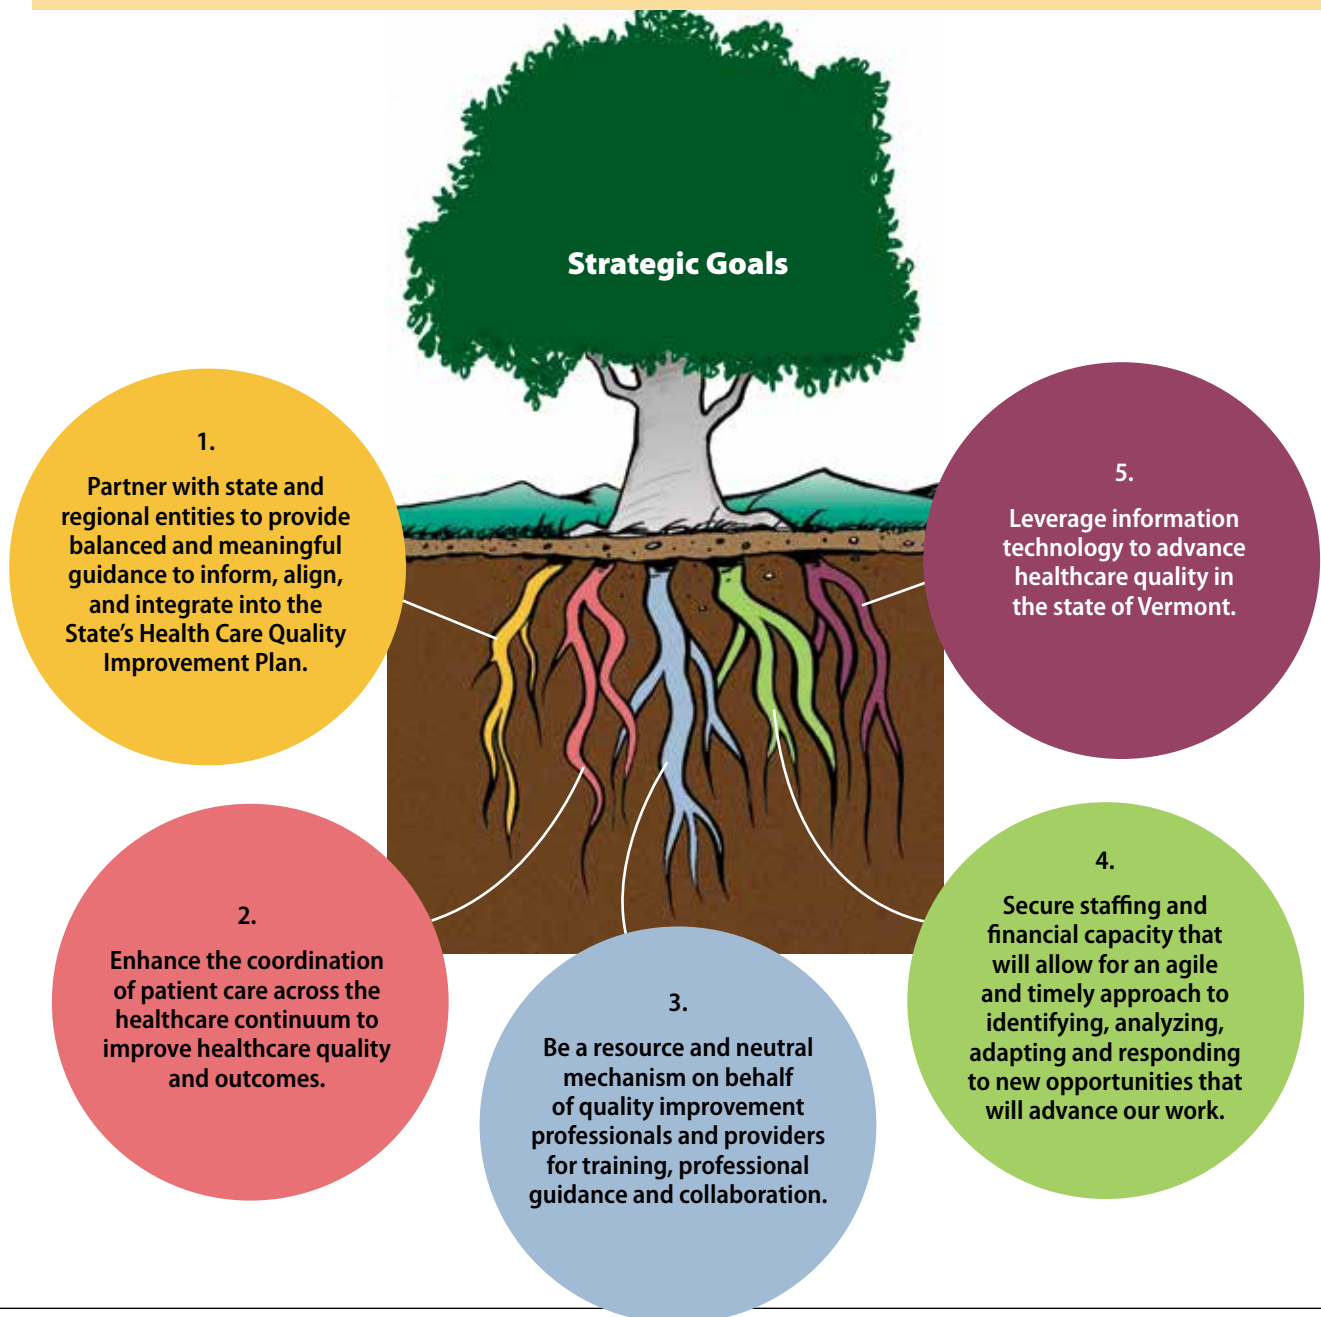 Strategic Goals
1.
Partner with state and
regional entities to provide
balanced and meaningful
guidance to inform, align,
and integrate into the
State’s Health Care Quality
Improvement Plan.
2.
Enhance the coordination
of patient care across the
healthcare continuum to
improve healthcare quality
and outcomes.
3.
Be a resource and neutral
mechanism on behalf
of quality improvement
professionals and providers
for training, professional
guidance and collaboration.
4.
Secure staffing and
financial capacity that
will allow for an agile
and timely approach to
identifying, analyzing,
adapting and responding
to new opportunities that
will advance our work.
5.
Leverage information
technology to advance
healthcare quality in
the state of Vermont.